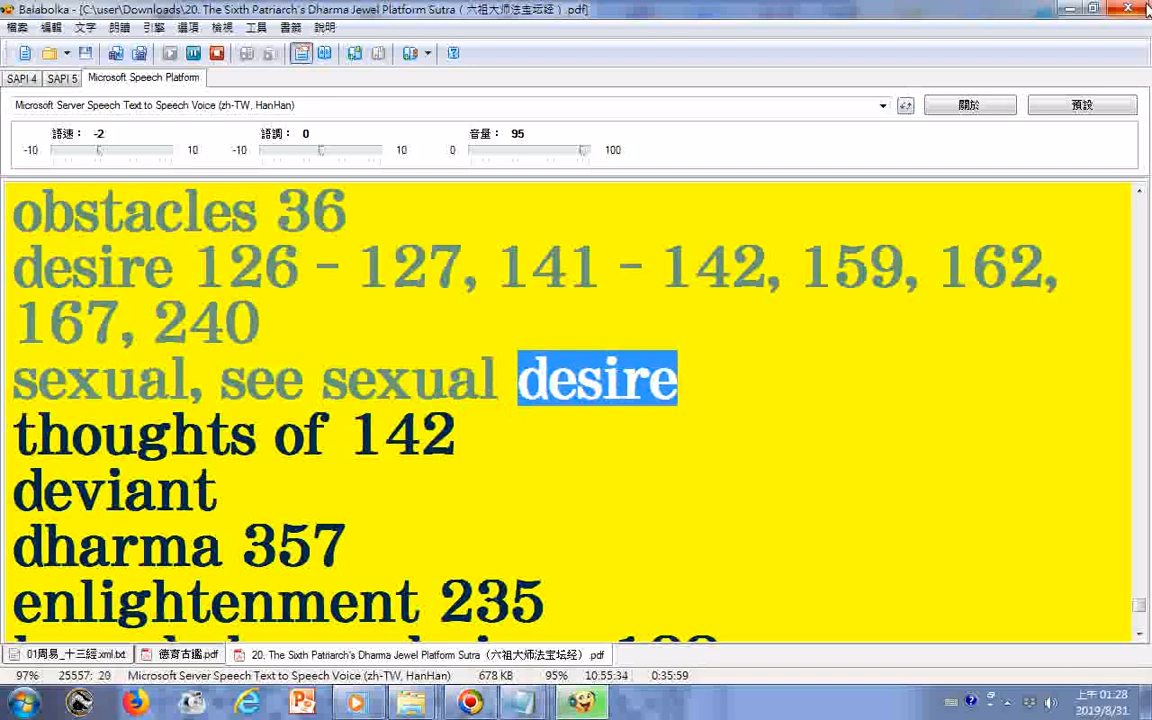 Balabolka - [C:\user\Downloads\20. The Sixth Patriarch's Dharma Jewel Platform Sutra（六祖大师法宝坛经）.pdf]
檔案 編輯 文字 朗讀 引擎 選項 檢視 工具 書籤 說明
SAPI 4 SAPI 5 Microsoft Speech Platform
Microsoft Server Speech Text to Speech Voice (zh-TW, HanHan) 關於 預設
語速： -2 語調： 0 音量： 95
-10 10 -10 10 0 100
obstacles 36
desire 126 - 127, 141 - 142, 159, 162,
167, 240
sexual, see sexual desire
thoughts of 142
deviant
dharma 357
enlightenment 235
01周易_十三經.xml.txt 德育古鑑.pdf 20. The Sixth Patriarch's Dharma Jewel Platform Sutra（六祖大师法宝坛经）.pdf
97% 25557: 20 Microsoft Server Speech Text to Speech Voice (zh-TW, HanHan) 678 KB 95% 10:55:34 0:35:59
上午 01:28
2019/8/31